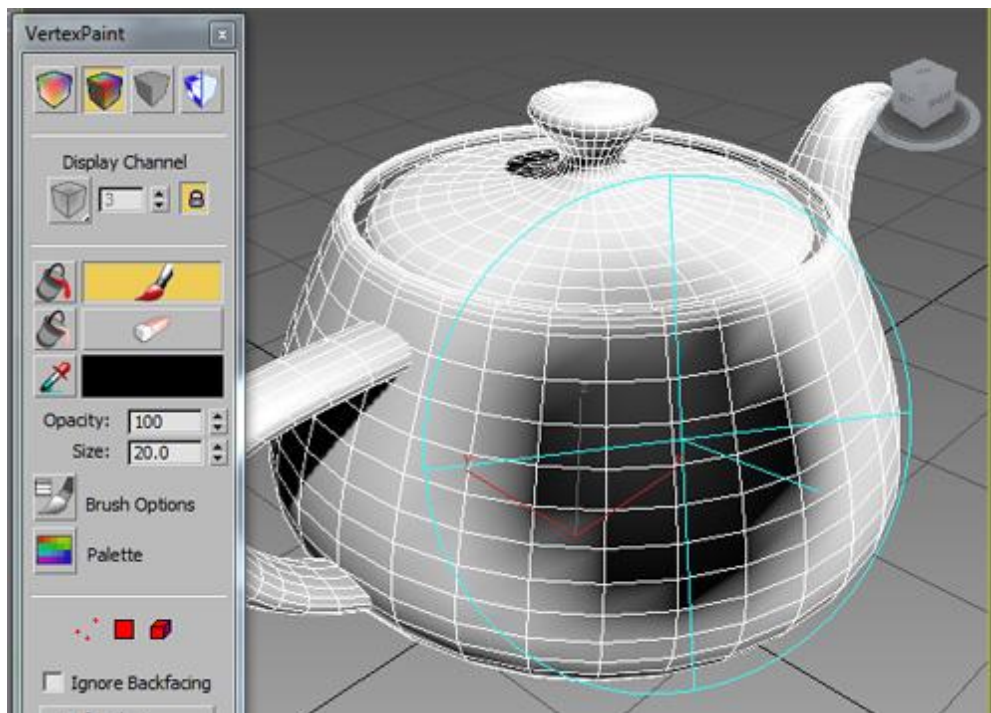 VertexPaint
Display Channel
3
Opacity: 100
Size: 20.0
Brush Options
Palette
Ignore Backfacing